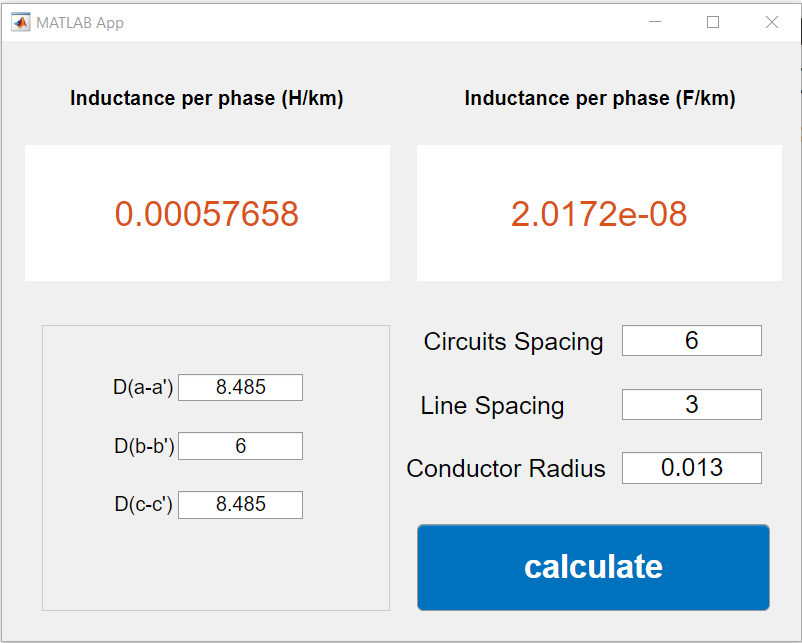 MATLAB App
Inductance per phase (H/km)
Inductance per phase (F/km)
0.00057658
2.0172e-08
D(a-a') 8.485
D(b-b') 6
D(c-c') 8.485
Circuits Spacing 6
Line Spacing 3
Conductor Radius 0.013
calculate